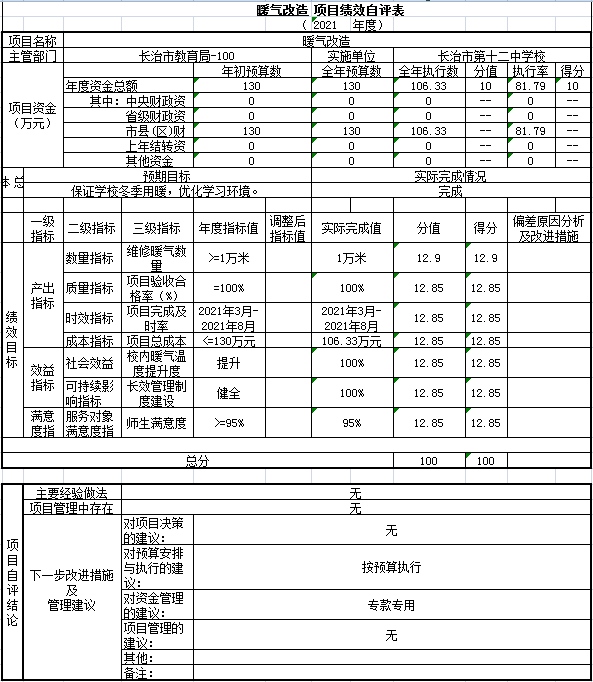 暖气改造 项目绩效自评表
（ 2021 年度）
项目名称 暖气改造
主管部门 长治市教育局-100 实施单位 长治市第十二中学校
项目资金（万元） 年初预算数 全年预算数 全年执行数 分值 执行率 得分
年度资金总额 130 130 106.33 10 81.79 10
其中：中央财政资 0 0 0 -- 0 --
省级财政资 0 0 0 -- 0 --
市县（区)财 130 130 106.33 -- 81.79 --
上年结转资 0 0 0 -- 0 --
其他资金 0 0 0 -- 0 --
体 总 预期目标 实际完成情况
保证学校冬季用暖，优化学习环境。 完成
绩效目标
一级指标 二级指标 三级指标 年度指标值 调整后指标值 实际完成值 分值 得分 偏差原因分析及改进措施
产出指标 数量指标 维修暖气数量 >=1万米 1万米 12.9 12.9
质量指标 项目验收合格率（%） =100% 100% 12.85 12.85
时效指标 项目完成及时率 2021年3月-2021年8月 2021年3月-2021年8月 12.85 12.85
成本指标 项目总成本 <=130万元 106.33万元 12.85 12.85
效益指标 社会效益 校内暖气温度提升度 提升 100% 12.85 12.85
可持续影响指标 长效管理制度建设 健全 100% 12.85 12.85
满意度指 服务对象满意度指 师生满意度 >=95% 95% 12.85 12.85
总分 100 100
项目自评结论
主要经验做法 无
项目管理中存在 无
下一步改进措施及管理建议
对项目决策的建议： 无
对预算安排与执行的建议： 按预算执行
对资金管理的建议： 专款专用
项目管理的建议： 无
其他：
备注：